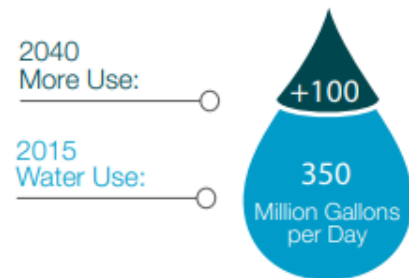 2040
More Use:
+100
2015
Water Use:
350
Million Gallons
per Day